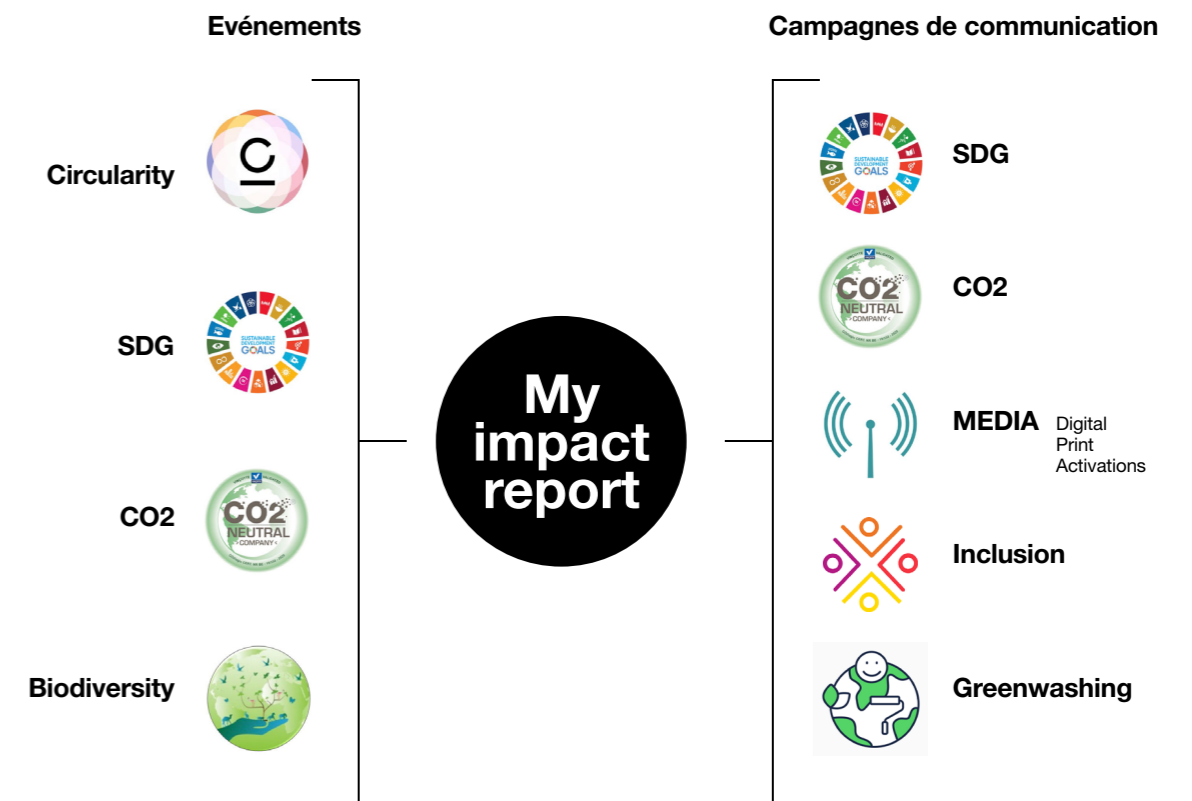 Evénements
Campagnes de communication
Circularity
C
SDG
SUSTAINABLE
DEVELOPMENT
GOALS
CO2
CO2
NEUTRAL
COMPANY
Biodiversity
My
impact
report
SUSTAINABLE
DEVELOPMENT
GOALS
SDG
CO2
NEUTRAL
COMPANY
CO2
MEDIA
Digital
Print
Activations
Inclusion
Greenwashing